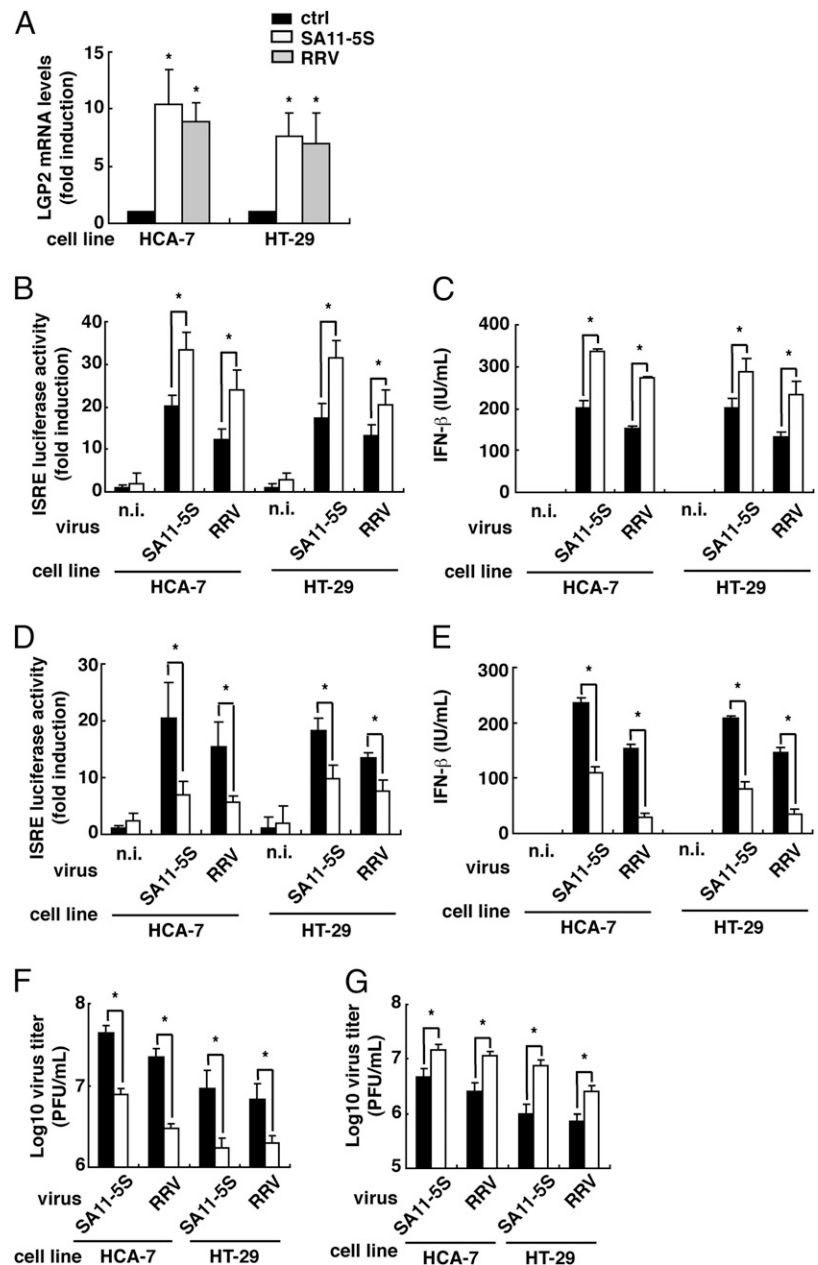 A
ctrl
SA11-5S
RRV
LGP2 mRNA levels
(fold induction)
15
10
5
0
* * * *
cell line HCA-7 HT-29
B
ISRE luciferase activity
(fold induction)
40
30
20
10
0
* * * *
n.i. SA11-5S RRV n.i. SA11-5S RRV
virus
cell line
HCA-7 HT-29
C
IFN-β (IU/mL)
400
300
200
100
0
* * * *
n.i. SA11-5S RRV n.i. SA11-5S RRV
virus
cell line
HCA-7 HT-29
D
ISRE luciferase activity
(fold induction)
30
20
10
0
* * * *
n.i. SA11-5S RRV n.i. SA11-5S RRV
virus
cell line
HCA-7 HT-29
E
IFN-β (IU/mL)
300
200
100
0
* * * *
n.i. SA11-5S RRV n.i. SA11-5S RRV
virus
cell line
HCA-7 HT-29
F
Log10 virus titer
(PFU/mL)
8
7
6
* * * *
virus SA11-5S RRV SA11-5S RRV
cell line
HCA-7 HT-29
G
Log10 virus titer
(PFU/mL)
8
7
6
5
* * * *
virus SA11-5S RRV SA11-5S RRV
cell line
HCA-7 HT-29